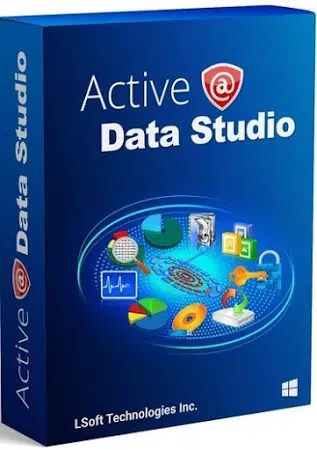 Active @
Data Studio
Active @ Data Studio
LSoft Technologies Inc.